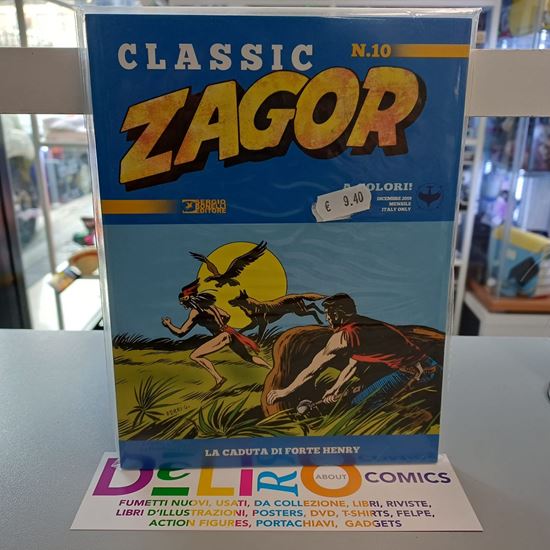 CLASSIC
N.10
ZAGOR
SERGIO
BONELLI
EDITORE
COLORI!
€ 9.40
DICEMBRE 2019
MENSILE
ITALY ONLY
FERRI G.
LA CADUTA DI FORTE HENRY
DELIRO ABOUT COMICS
FUMETTI NUOVI, USATI, DA COLLEZIONE, LIBRI, RIVISTE,
LIBRI D'ILLUSTRAZIONI, POSTERS, DVD, T-SHIRTS, FELPE,
ACTION FIGURES, PORTACHIAVI, GADGETS